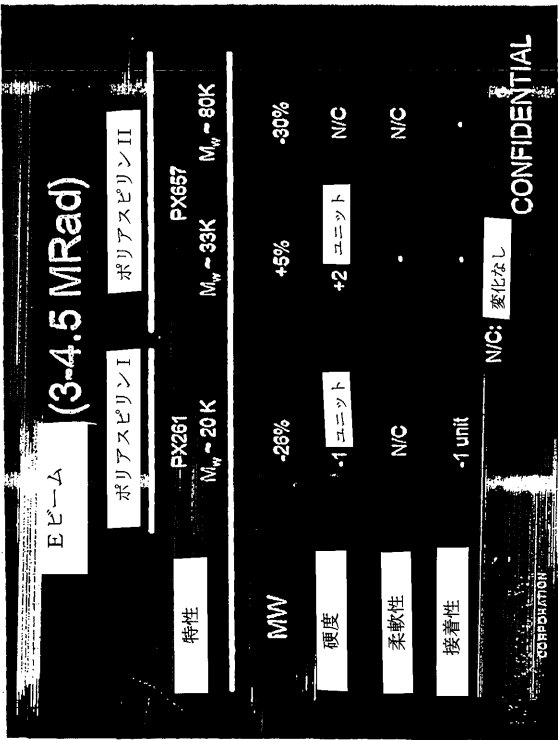 Eビーム (3-4.5 MRad)
ポリアスピリンI ポリアスピリンII
特性 PX261 PX657
Mw~ 20 K Mw~33K Mw~ 80K
MW -26% +5% -30%
硬度 -1 ユニット +2 ユニット N/C
柔軟性 N/C - N/C
接着性 -1 unit - -
N/C: 変化なし
CORPORATION
CONFIDENTIAL